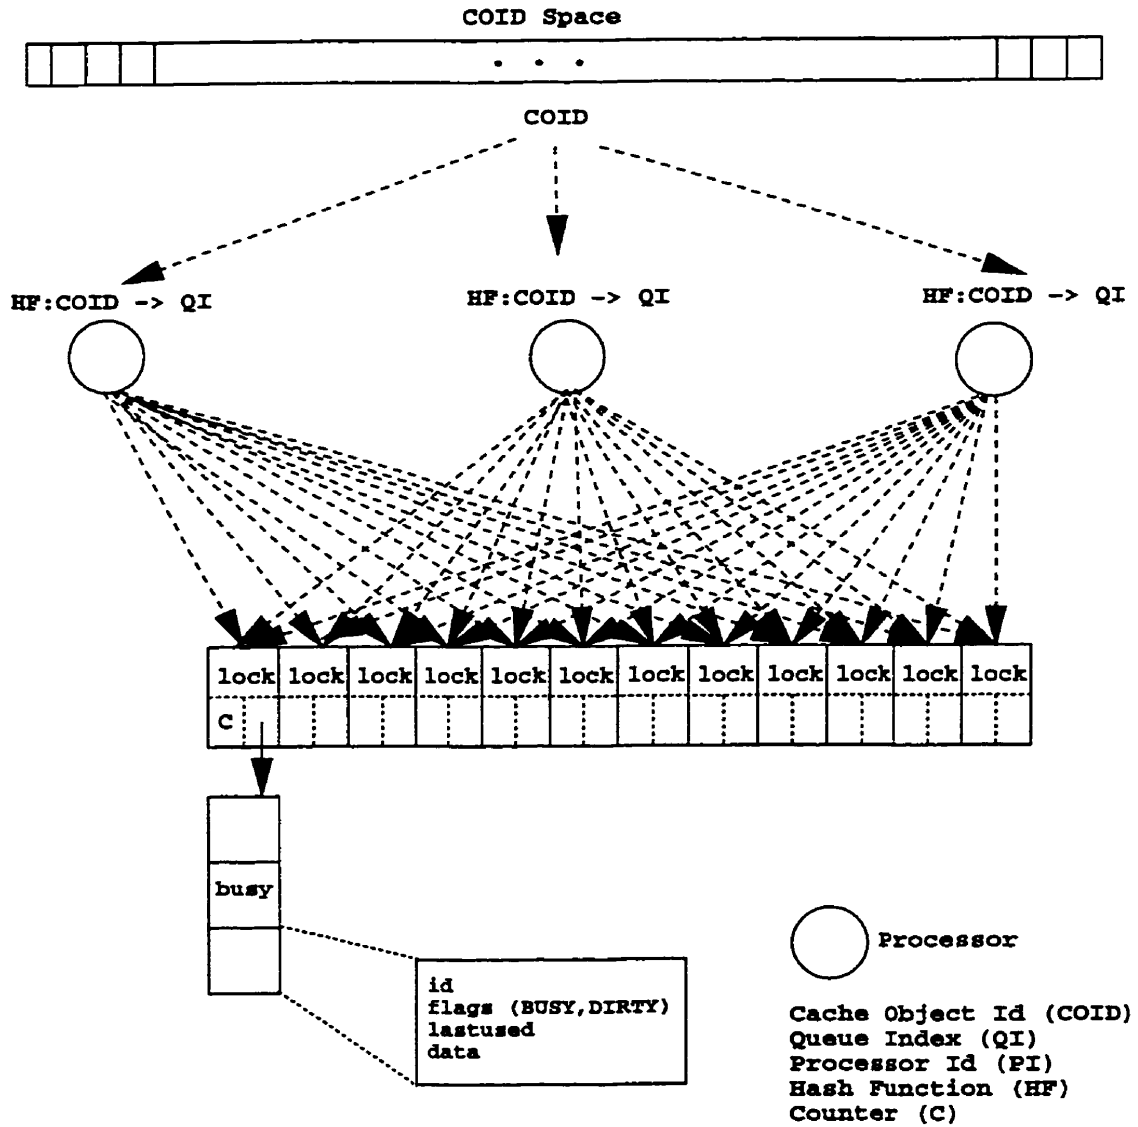 COID Space
. . .
COID
HF:COID -> QI HF:COID -> QI HF:COID -> QI
lock lock lock lock lock lock lock lock lock lock lock lock
C
busy
Processor
id
flags (BUSY,DIRTY)
lastused
data
Cache Object Id (COID)
Queue Index (QI)
Processor Id (PI)
Hash Function (HF)
Counter (C)